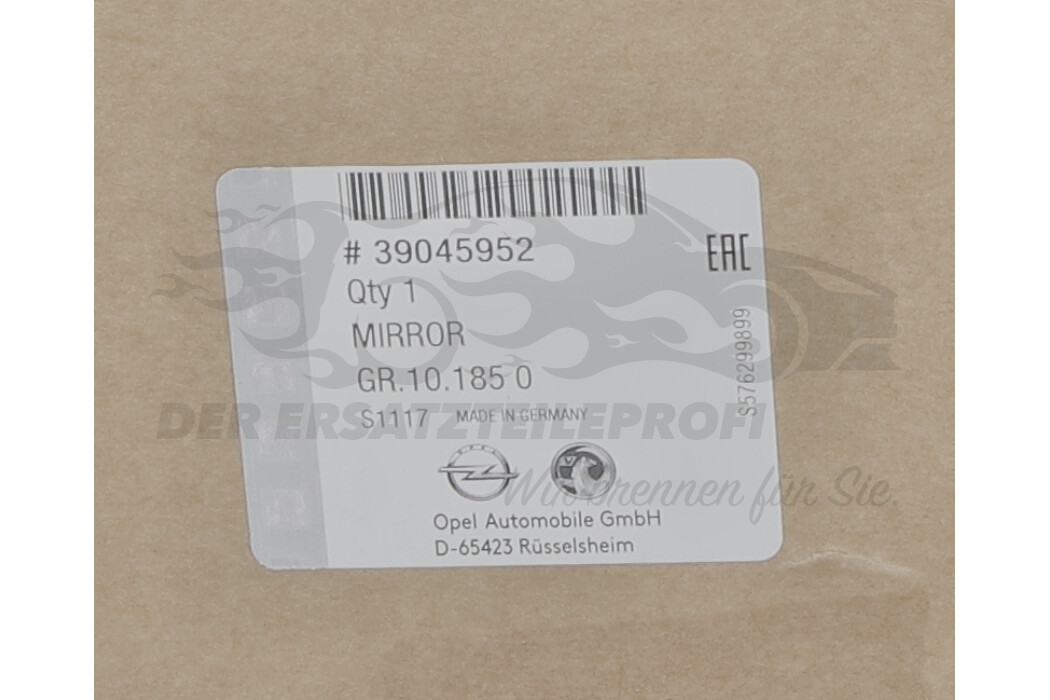 # 39045952
EAC
Qty 1
MIRROR
GR.10.185 0
S1117 MADE IN GERMANY
S576299899
DER ERSATZTEILEPROFI
Wir brennen für Sie.
OPEL
Opel Automobile GmbH
D-65423 Rüsselsheim